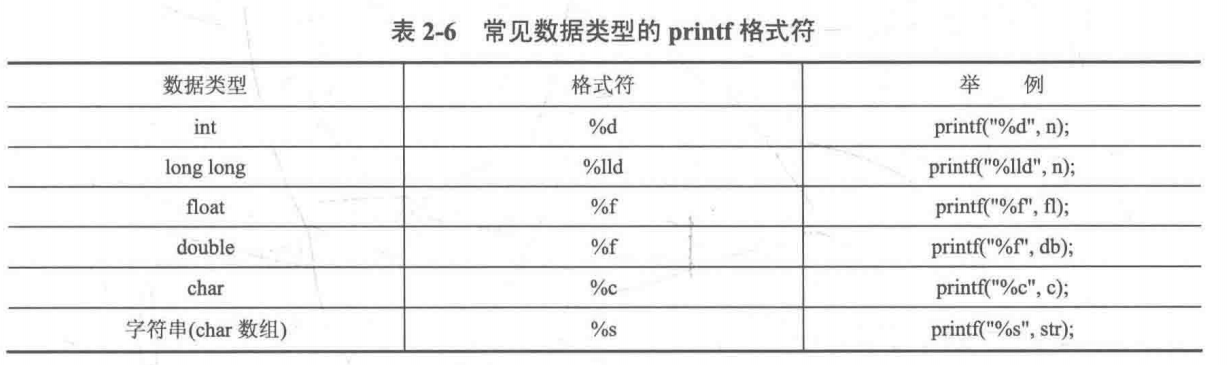 表 2-6 常见数据类型的 printf 格式符
数据类型 格式符 举 例
int %d printf("%d", n);
long long %lld printf("%lld", n);
float %f printf("%f", fl);
double %f printf("%f", db);
char %c printf("%c", c);
字符串(char 数组) %s printf("%s", str);